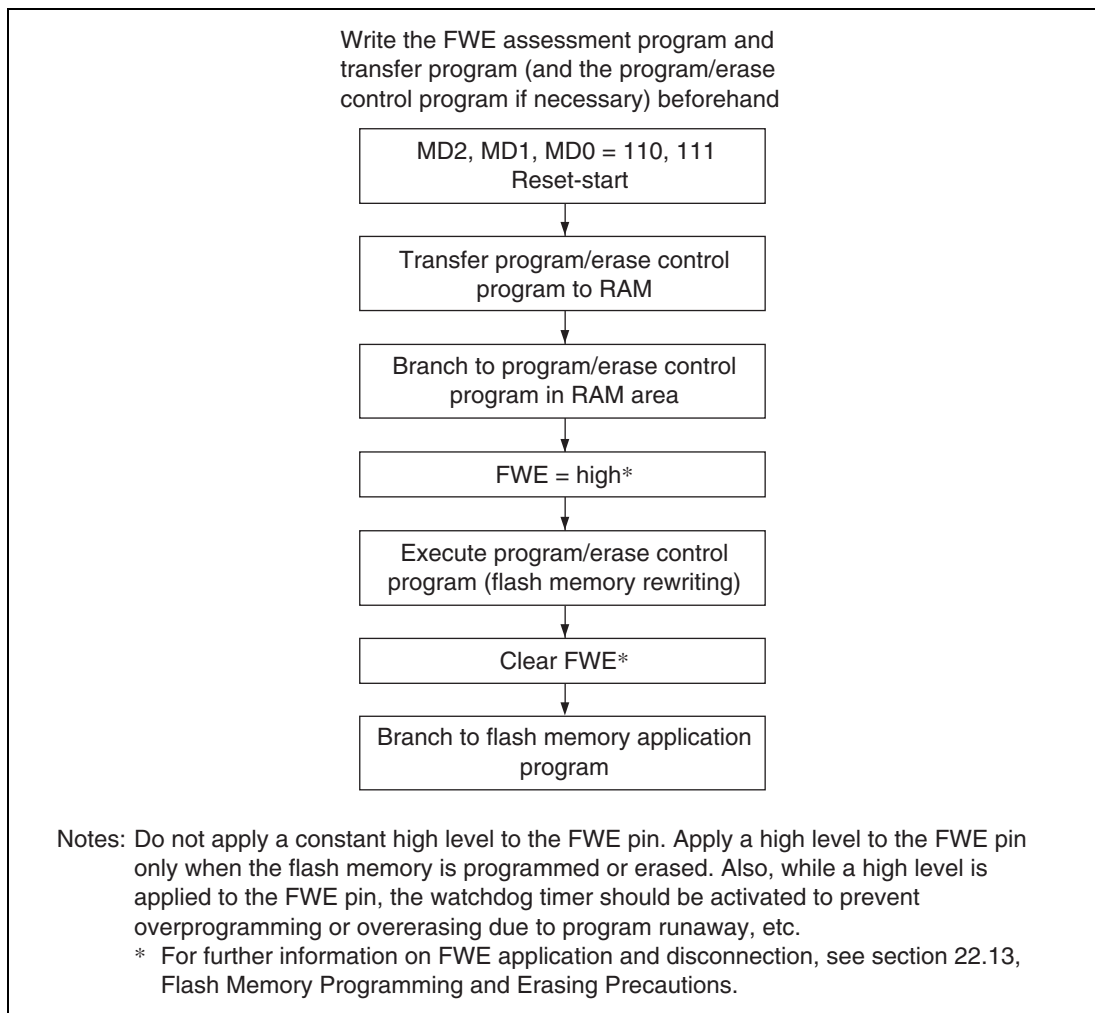 Write the FWE assessment program and
transfer program (and the program/erase
control program if necessary) beforehand
MD2, MD1, MD0 = 110, 111
Reset-start
Transfer program/erase control
program to RAM
Branch to program/erase control
program in RAM area
FWE = high*
Execute program/erase control
program (flash memory rewriting)
Clear FWE*
Branch to flash memory application
program
Notes: Do not apply a constant high level to the FWE pin. Apply a high level to the FWE pin
only when the flash memory is programmed or erased. Also, while a high level is
applied to the FWE pin, the watchdog timer should be activated to prevent
overprogramming or overerasing due to program runaway, etc.
* For further information on FWE application and disconnection, see section 22.13,
Flash Memory Programming and Erasing Precautions.